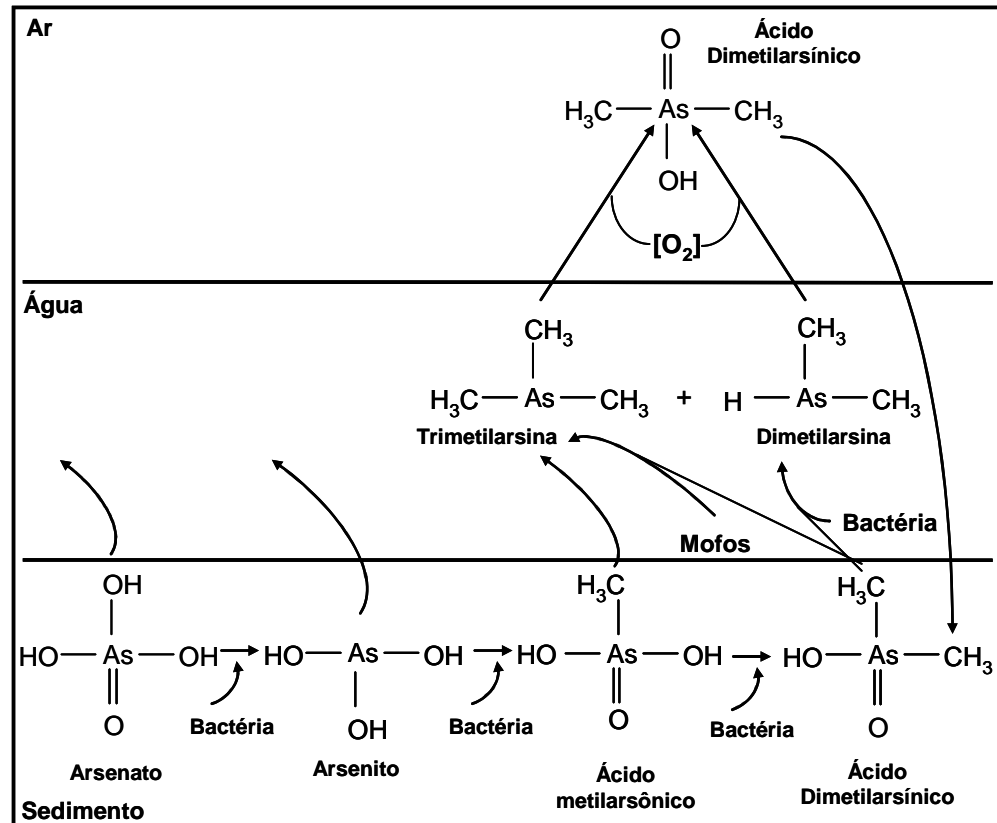 Ar
O
Ácido
Dimetilarsínico
H3C
As
CH3
OH
[O2]
Água
CH3
H3C
As
CH3
+
CH3
H
As
CH3
Trimetilarsina
Dimetilarsina
Bactéria
Mofos
OH
HO
As
OH
O
Arsenato
Bactéria
HO
As
OH
OH
Arsenito
Bactéria
H3C
HO
As
OH
O
Ácido
metilarsônico
Bactéria
H3C
HO
As
CH3
O
Ácido
Dimetilarsínico
Sedimento